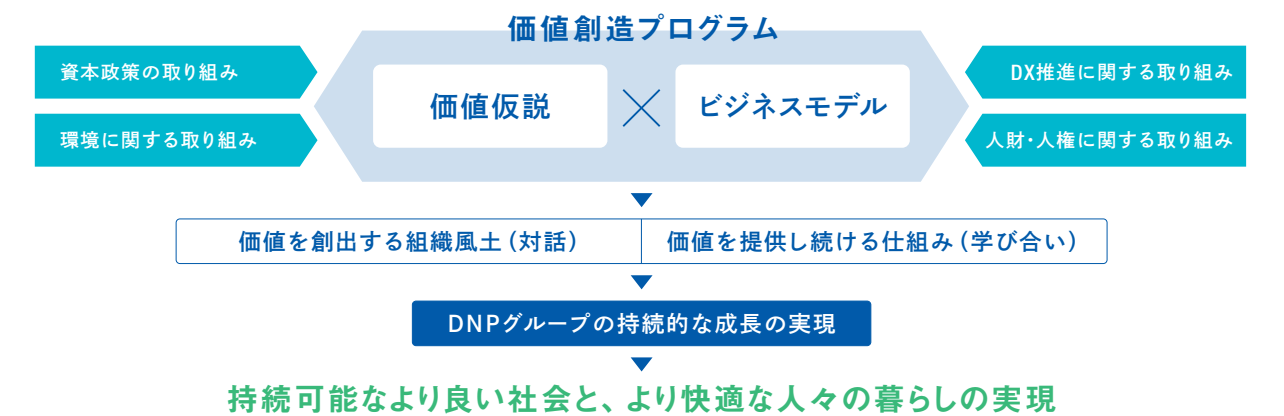 価値創造プログラム
資本政策の取り組み
環境に関する取り組み
価値仮説
×
ビジネスモデル
DX推進に関する取り組み
人財・人権に関する取り組み
価値を創出する組織風土(対話)
価値を提供し続ける仕組み(学び合い)
DNPグループの持続的な成長の実現
持続可能なより良い社会と、より快適な人々の暮らしの実現